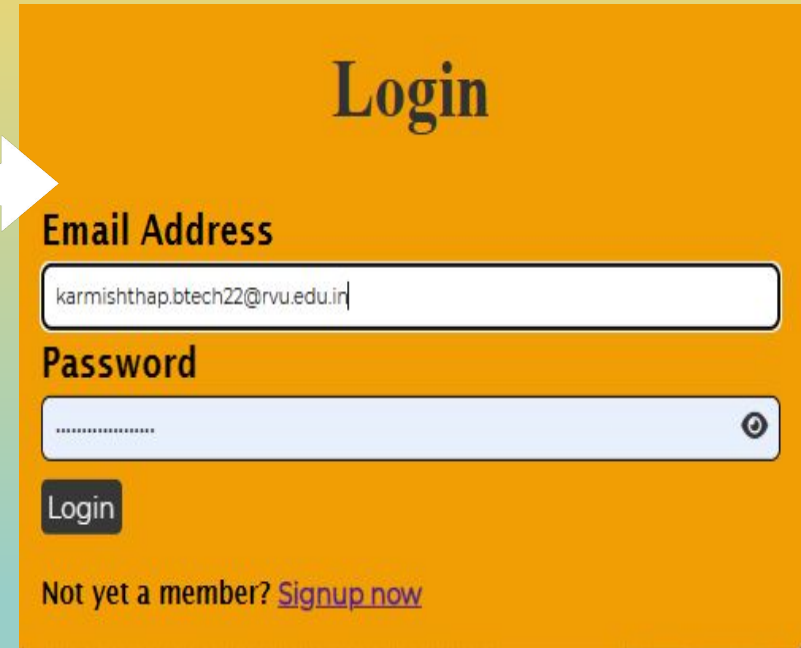 Login
Email Address
karmishthap.btech22@rvu.edu.in
Password
Login
Not yet a member? Signup now